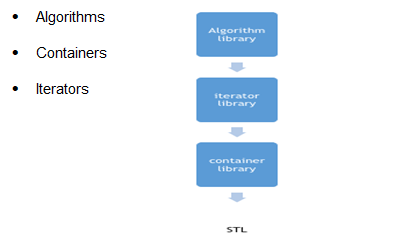 • Algorithms
• Containers
• Iterators
Algorithm
library
iterator
library
container
library
STL